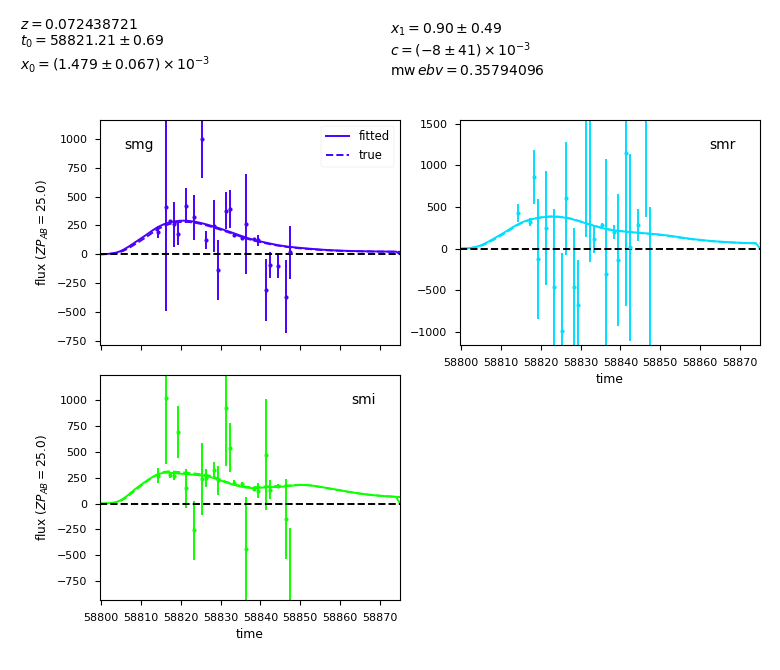 z = 0.072438721
t₀ = 58821.21 ± 0.69
x₀ = (1.479 ± 0.067) × 10⁻³
x₁ = 0.90 ± 0.49
c = (−8 ± 41) × 10⁻³
mw ebv = 0.35794096
smg
fitted
true
1000
750
500
250
0
−250
−500
−750
flux (ZP_AB = 25.0)
smr
1500
1000
500
0
−500
−1000
58800 58810 58820 58830 58840 58850 58860 58870
time
smi
1000
750
500
250
0
−250
−500
−750
flux (ZP_AB = 25.0)
58800 58810 58820 58830 58840 58850 58860 58870
time